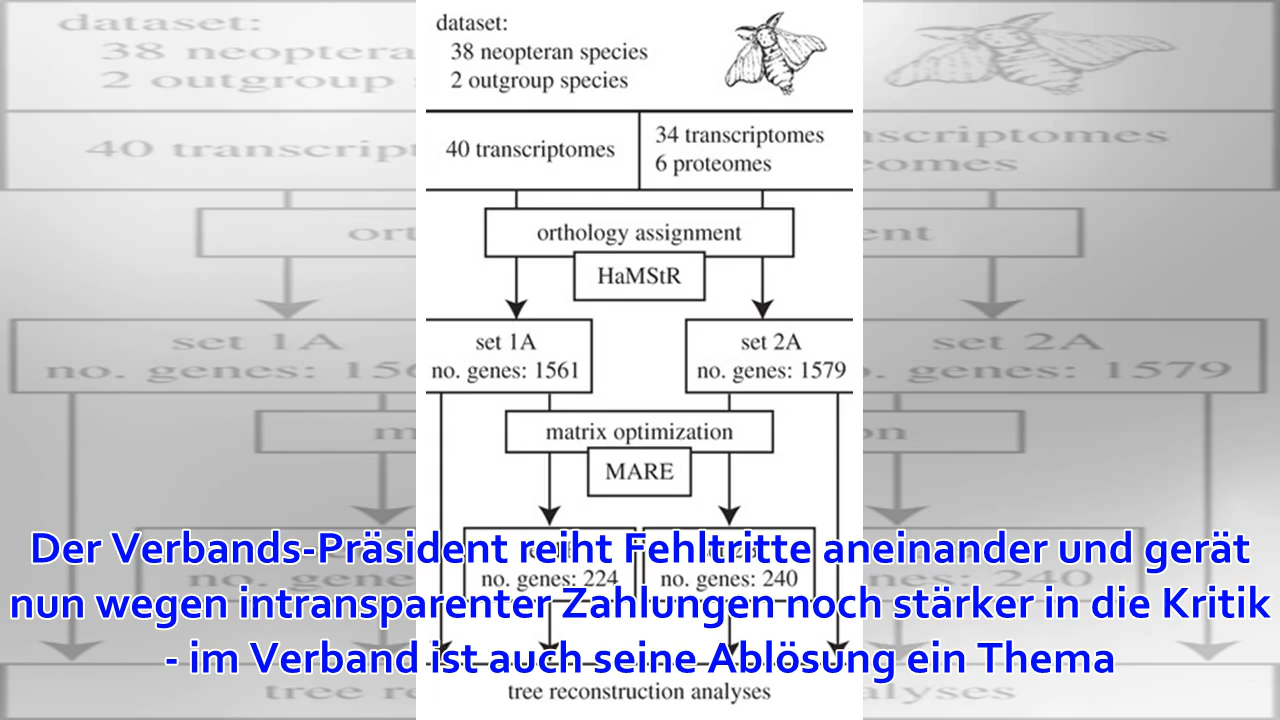 dataset:
38 neopteran species
2 outgroup species
40 transcriptomes
34 transcriptomes
6 proteomes
orthology assignment
HaMStR
set 1A
no. genes: 1561
set 2A
no. genes: 1579
matrix optimization
MARE
no. genes: 224
no. genes: 240
Der Verbands-Präsident reiht Fehltritte aneinander und gerät
nun wegen intransparenter Zahlungen noch stärker in die Kritik
- im Verband ist auch seine Ablösung ein Thema
tree reconstruction analyses